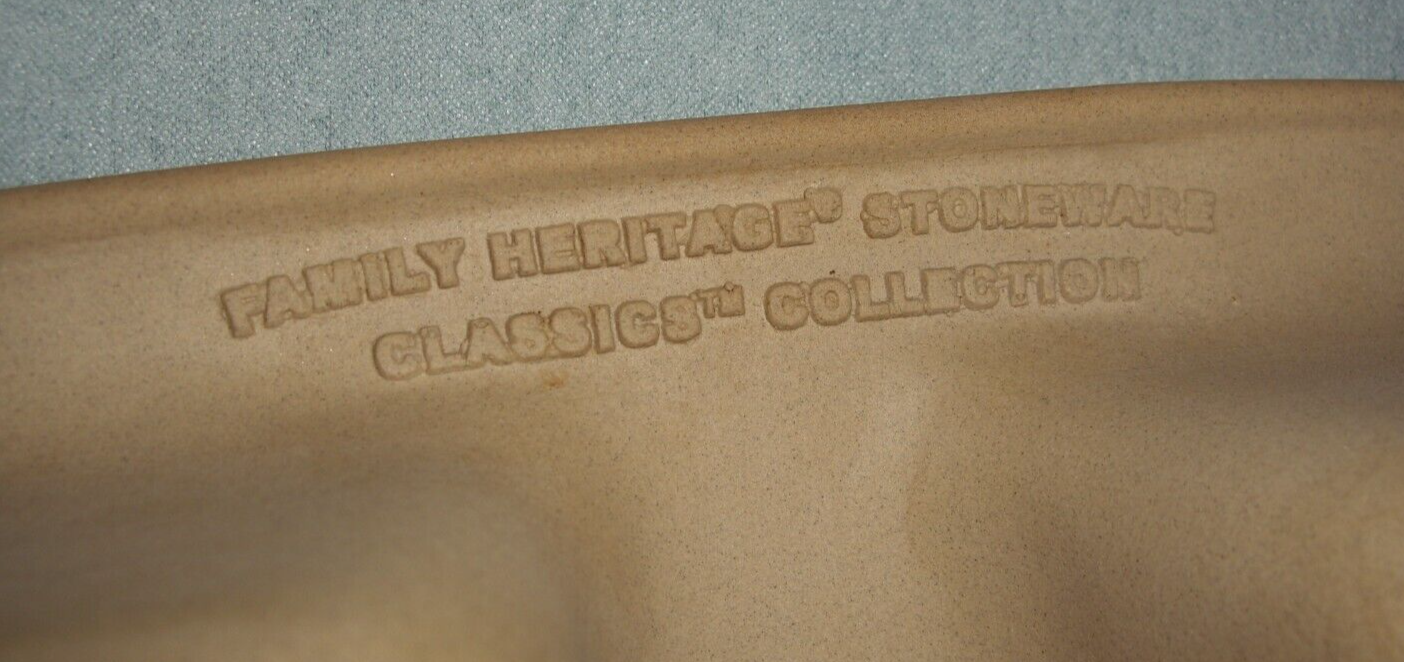 FAMILY HERITAGE® STONEWARE
CLASSICS™ COLLECTION